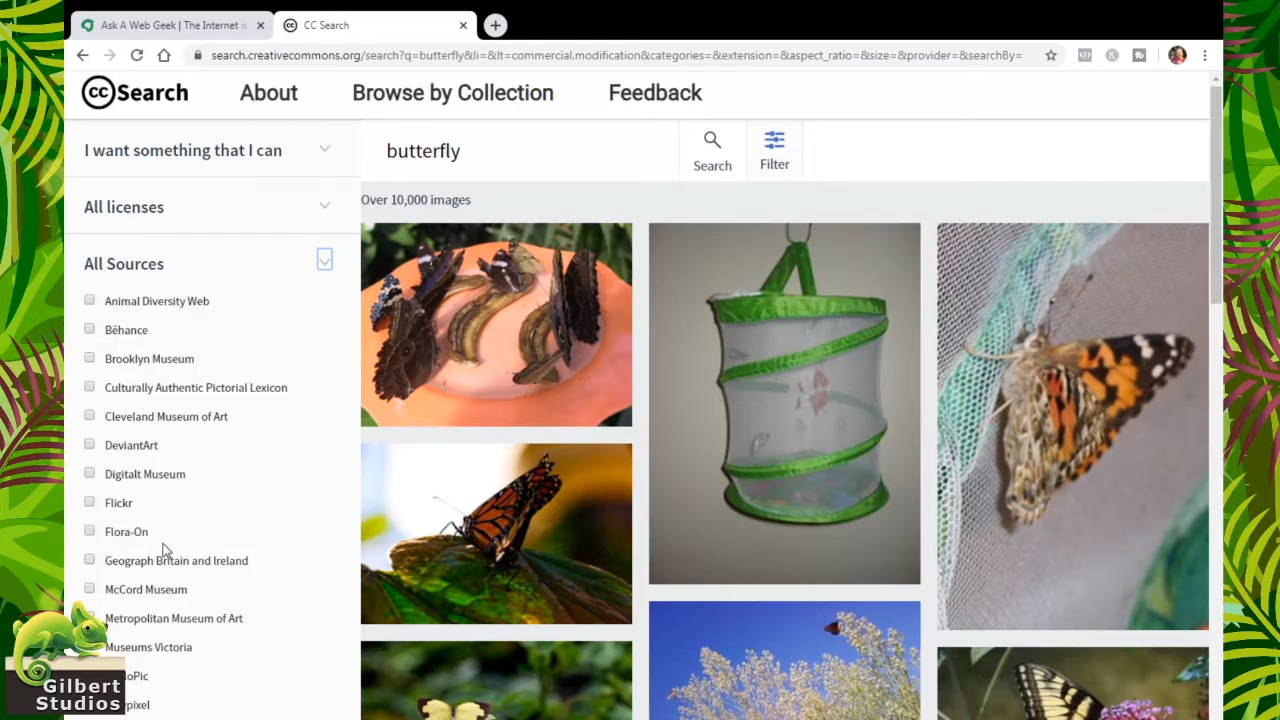 Ask A Web Geek | The Internet is
CC Search
search.creativecommons.org/search?q=butterfly&li=&lt=commercial.modification&categories=&extension=&aspect_ratio=&size=&provider=&searchBy=
cc Search
About
Browse by Collection
Feedback
I want something that I can
butterfly
Search
Filter
All licenses
Over 10,000 images
All Sources
Animal Diversity Web
Behance
Brooklyn Museum
Culturally Authentic Pictorial Lexicon
Cleveland Museum of Art
DeviantArt
Digitalt Museum
Flickr
Flora-On
Geograph Britain and Ireland
McCord Museum
Metropolitan Museum of Art
Museums Victoria
oPic
pixel
Gilbert
Studios